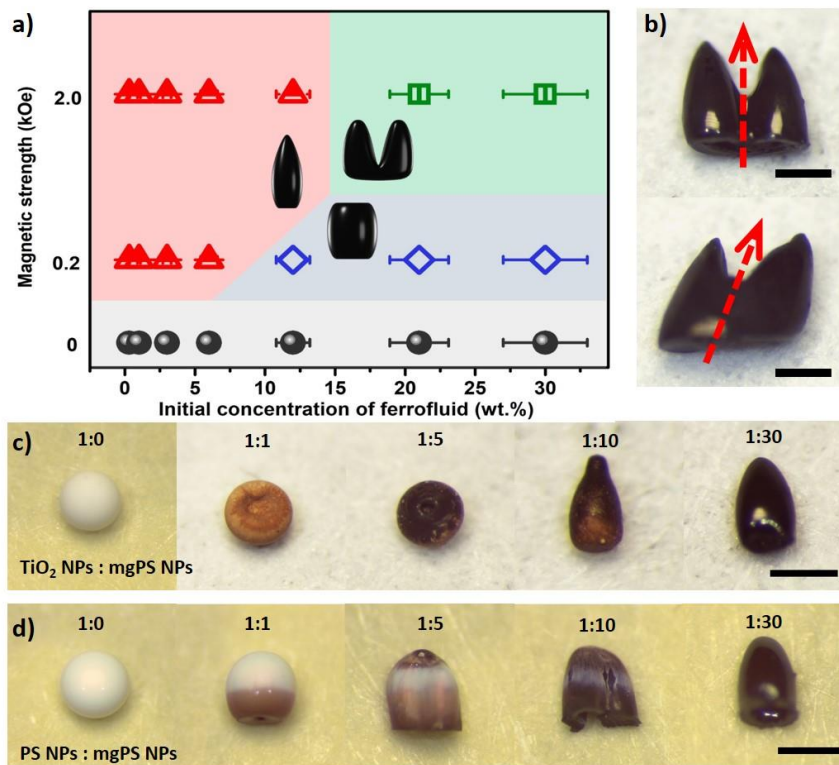 a)
Magnetic strength (kOe)
2.0
0.2
0
0 5 10 15 20 25 30
Initial concentration of ferrofluid (wt.%)
b)
c)
1:0 1:1 1:5 1:10 1:30
TiO₂ NPs : mgPS NPs
d)
1:0 1:1 1:5 1:10 1:30
PS NPs : mgPS NPs